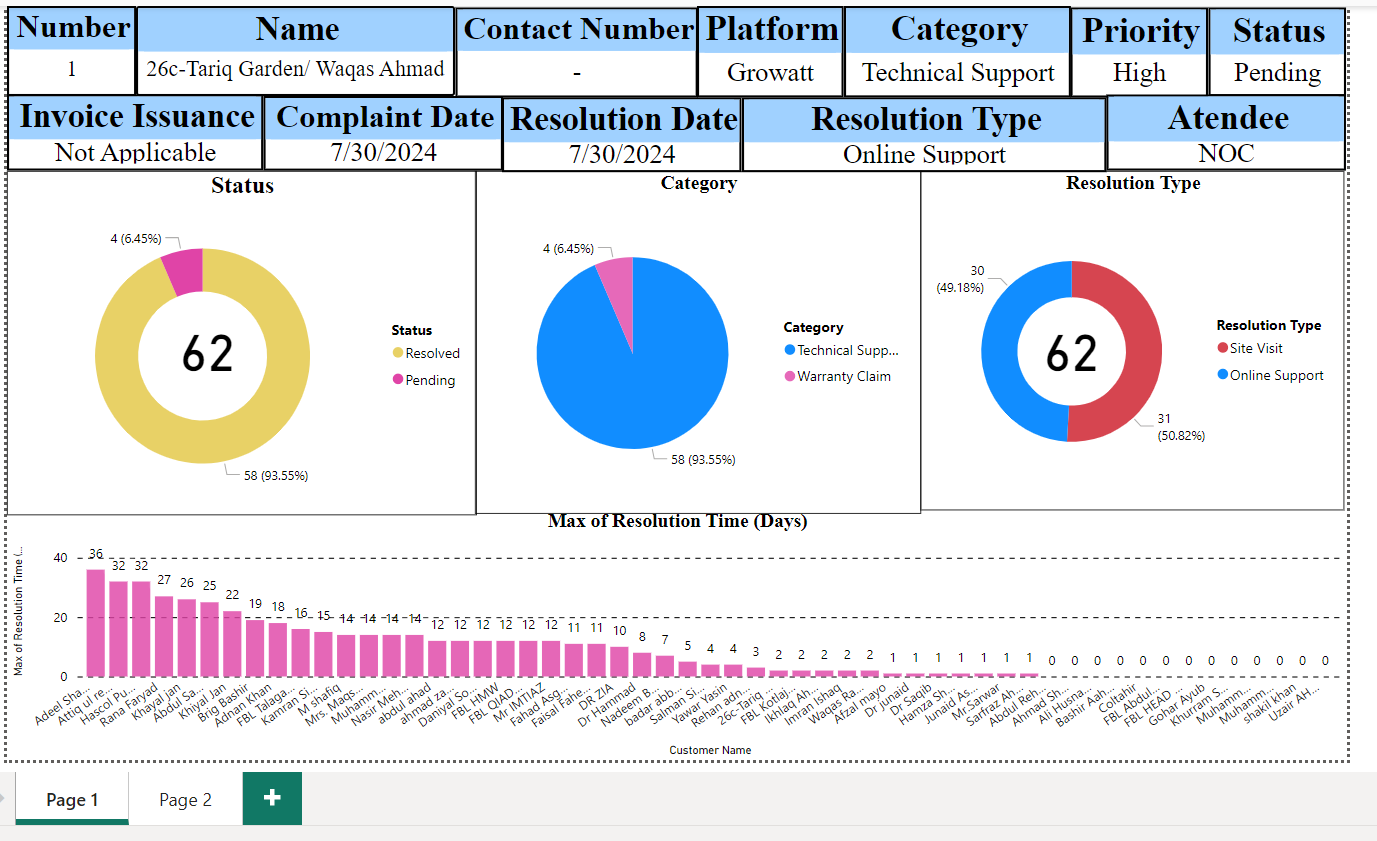 Number Name Contact Number Platform Category Priority Status
1 26c-Tariq Garden/ Waqas Ahmad - Growatt Technical Support High Pending
Invoice Issuance Complaint Date Resolution Date Resolution Type Atendee
Not Applicable 7/30/2024 7/30/2024 Online Support NOC
Status
4 (6.45%)
62
58 (93.55%)
Status
Resolved
Pending
Category
4 (6.45%)
58 (93.55%)
Category
Technical Supp...
Warranty Claim
Resolution Type
30
(49.18%)
62
31
(50.82%)
Resolution Type
Site Visit
Online Support
Max of Resolution Time (Days)
Max of Resolution Time (...
40
20
0
36 32 32 27 26 25 22 19 18 16 15 14 14 14 14 12 12 12 12 12 12 11 11 10 8 7 5 4 4 3 2 2 2 2 2 1 1 1 1 1 1 1 0 0 0 0 0 0 0 0 0 0 0 0 0
Adeel Sha...
Attiq ur re...
Hascol Pu...
Rana Faryad
Khayal jan
Abdul Sa...
Khiyal Jan
Brig Bashir
Adnan Khan
FBL Talaga...
Kamran Si...
M shafiq
Mrs. Maqs...
Muhamm...
Nasir Meh...
abdul ahad
ahmad za...
Daniyal So...
FBL HMW
FBL QIAD...
Mr IMTIAZ
Fahad Asg...
Faisal Fahe...
DR ZIA
Dr Hammad
Nadeem B...
badar abb...
Salman Si...
Yawar Yasin
Rehan adn...
26c-Tariq...
FBL Kotlaj...
Ikhlaq Ah...
Imran Ishaq
Waqas Ra...
Afzal mayo
Dr junaid
Dr Saqib
Hamza Sh...
Junaid As...
Mr.Sarwar
Sarfraz Ah...
Abdul Reh...
Ahmad Sh...
Ali Husna...
Bashir Aah...
Coltahir
FBL Abdul...
FBL HEAD ...
Gohar Ayub
Khurram S...
Muhamm...
Muhamm...
shakil khan
Uzair AH...
Customer Name
Page 1 Page 2 +